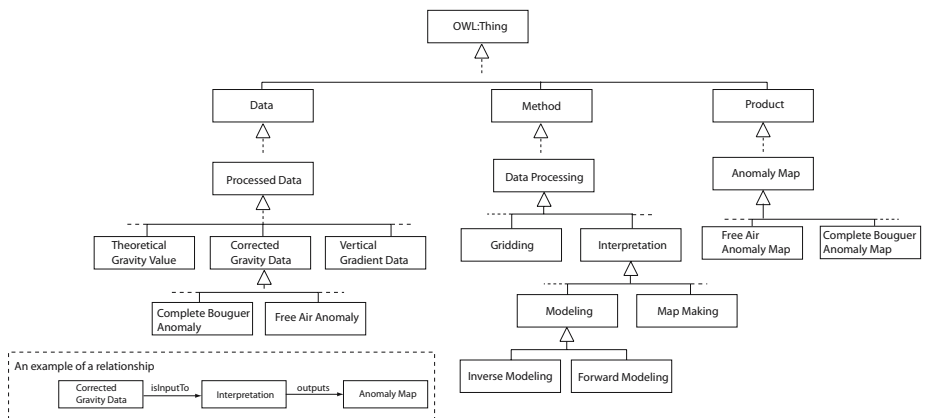 OWL:Thing
Data
Method
Product
Processed Data
Data Processing
Anomaly Map
Theoretical
Gravity Value
Corrected
Gravity Data
Vertical
Gradient Data
Gridding
Interpretation
Free Air
Anomaly Map
Complete Bouguer
Anomaly Map
Complete Bouguer
Anomaly
Free Air Anomaly
Modeling
Map Making
Inverse Modeling
Forward Modeling
An example of a relationship
Corrected
Gravity Data
isInputTo
Interpretation
outputs
Anomaly Map